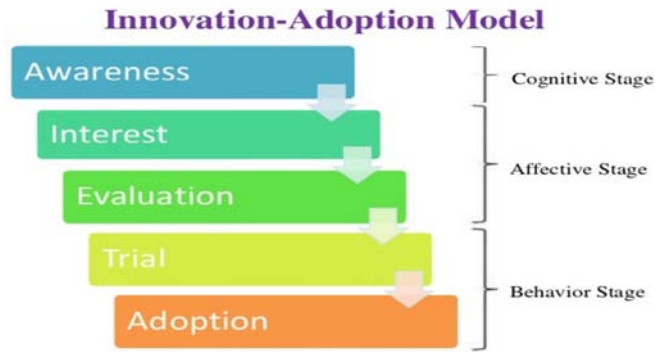 Innovation-Adoption Model
Awareness
Cognitive Stage
Interest
Affective Stage
Evaluation
Trial
Behavior Stage
Adoption